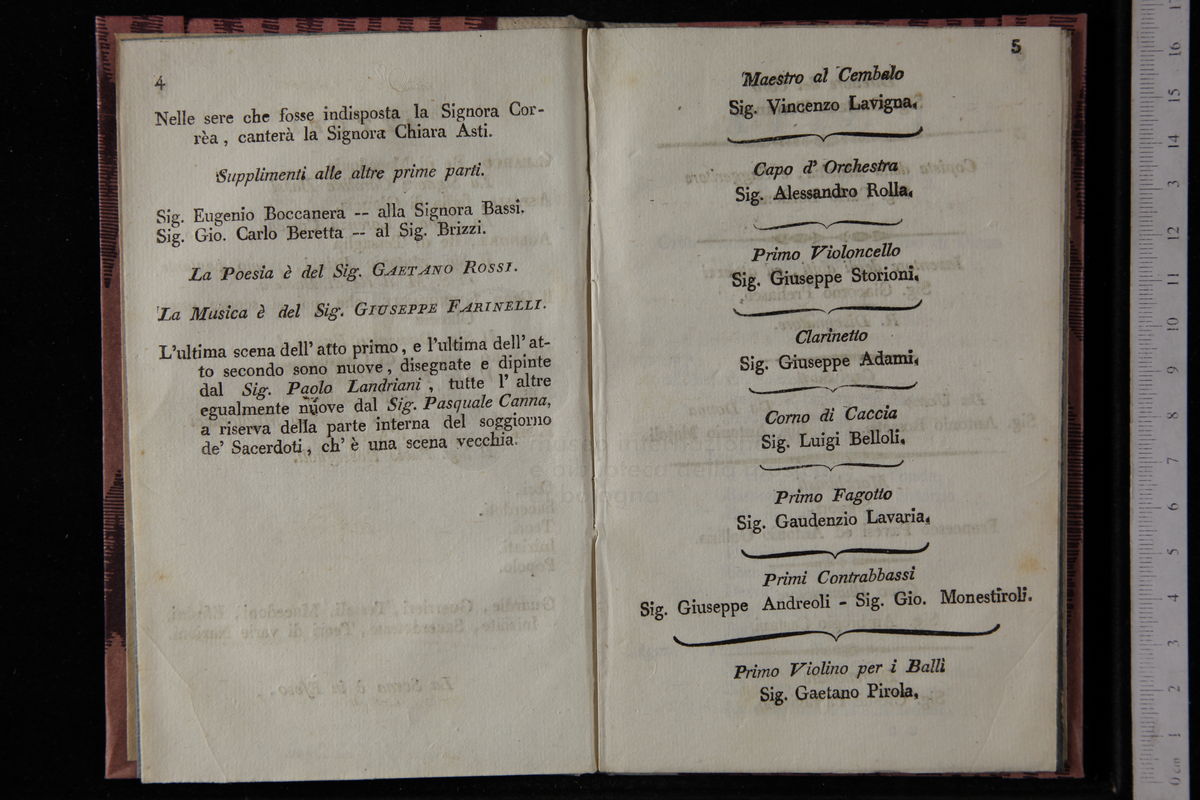 4
Nelle sere che fosse indisposta la Signora Cor-
rèa, canterà la Signora Chiara Asti.
Supplimenti alle altre prime parti.
Sig. Eugenio Boccanera -- alla Signora Bassi.
Sig. Gio. Carlo Beretta -- al Sig. Brizzi.
La Poesia è del Sig. GAETANO ROSSI.
La Musica è del Sig. GIUSEPPE FARINELLI.
L'ultima scena dell' atto primo, e l'ultima dell' at-
to secondo sono nuove, disegnate e dipinte
dal Sig. Paolo Landriani, tutte l' altre
egualmente nuove dal Sig. Pasquale Canna,
a riserva della parte interna del soggiorno
de' Sacerdoti, ch' è una scena vecchia.
5
Maestro al Cembalo
Sig. Vincenzo Lavigna.
Capo d' Orchestra
Sig. Alessandro Rolla.
Primo Violoncello
Sig. Giuseppe Storioni.
Clarinetto
Sig. Giuseppe Adami.
Corno di Caccia
Sig. Luigi Belloli.
Primo Fagotto
Sig. Gaudenzio Lavaria.
Primi Contrabbassi
Sig. Giuseppe Andreoli - Sig. Gio. Monestiroli.
Primo Violino per i Balli
Sig. Gaetano Pirola.